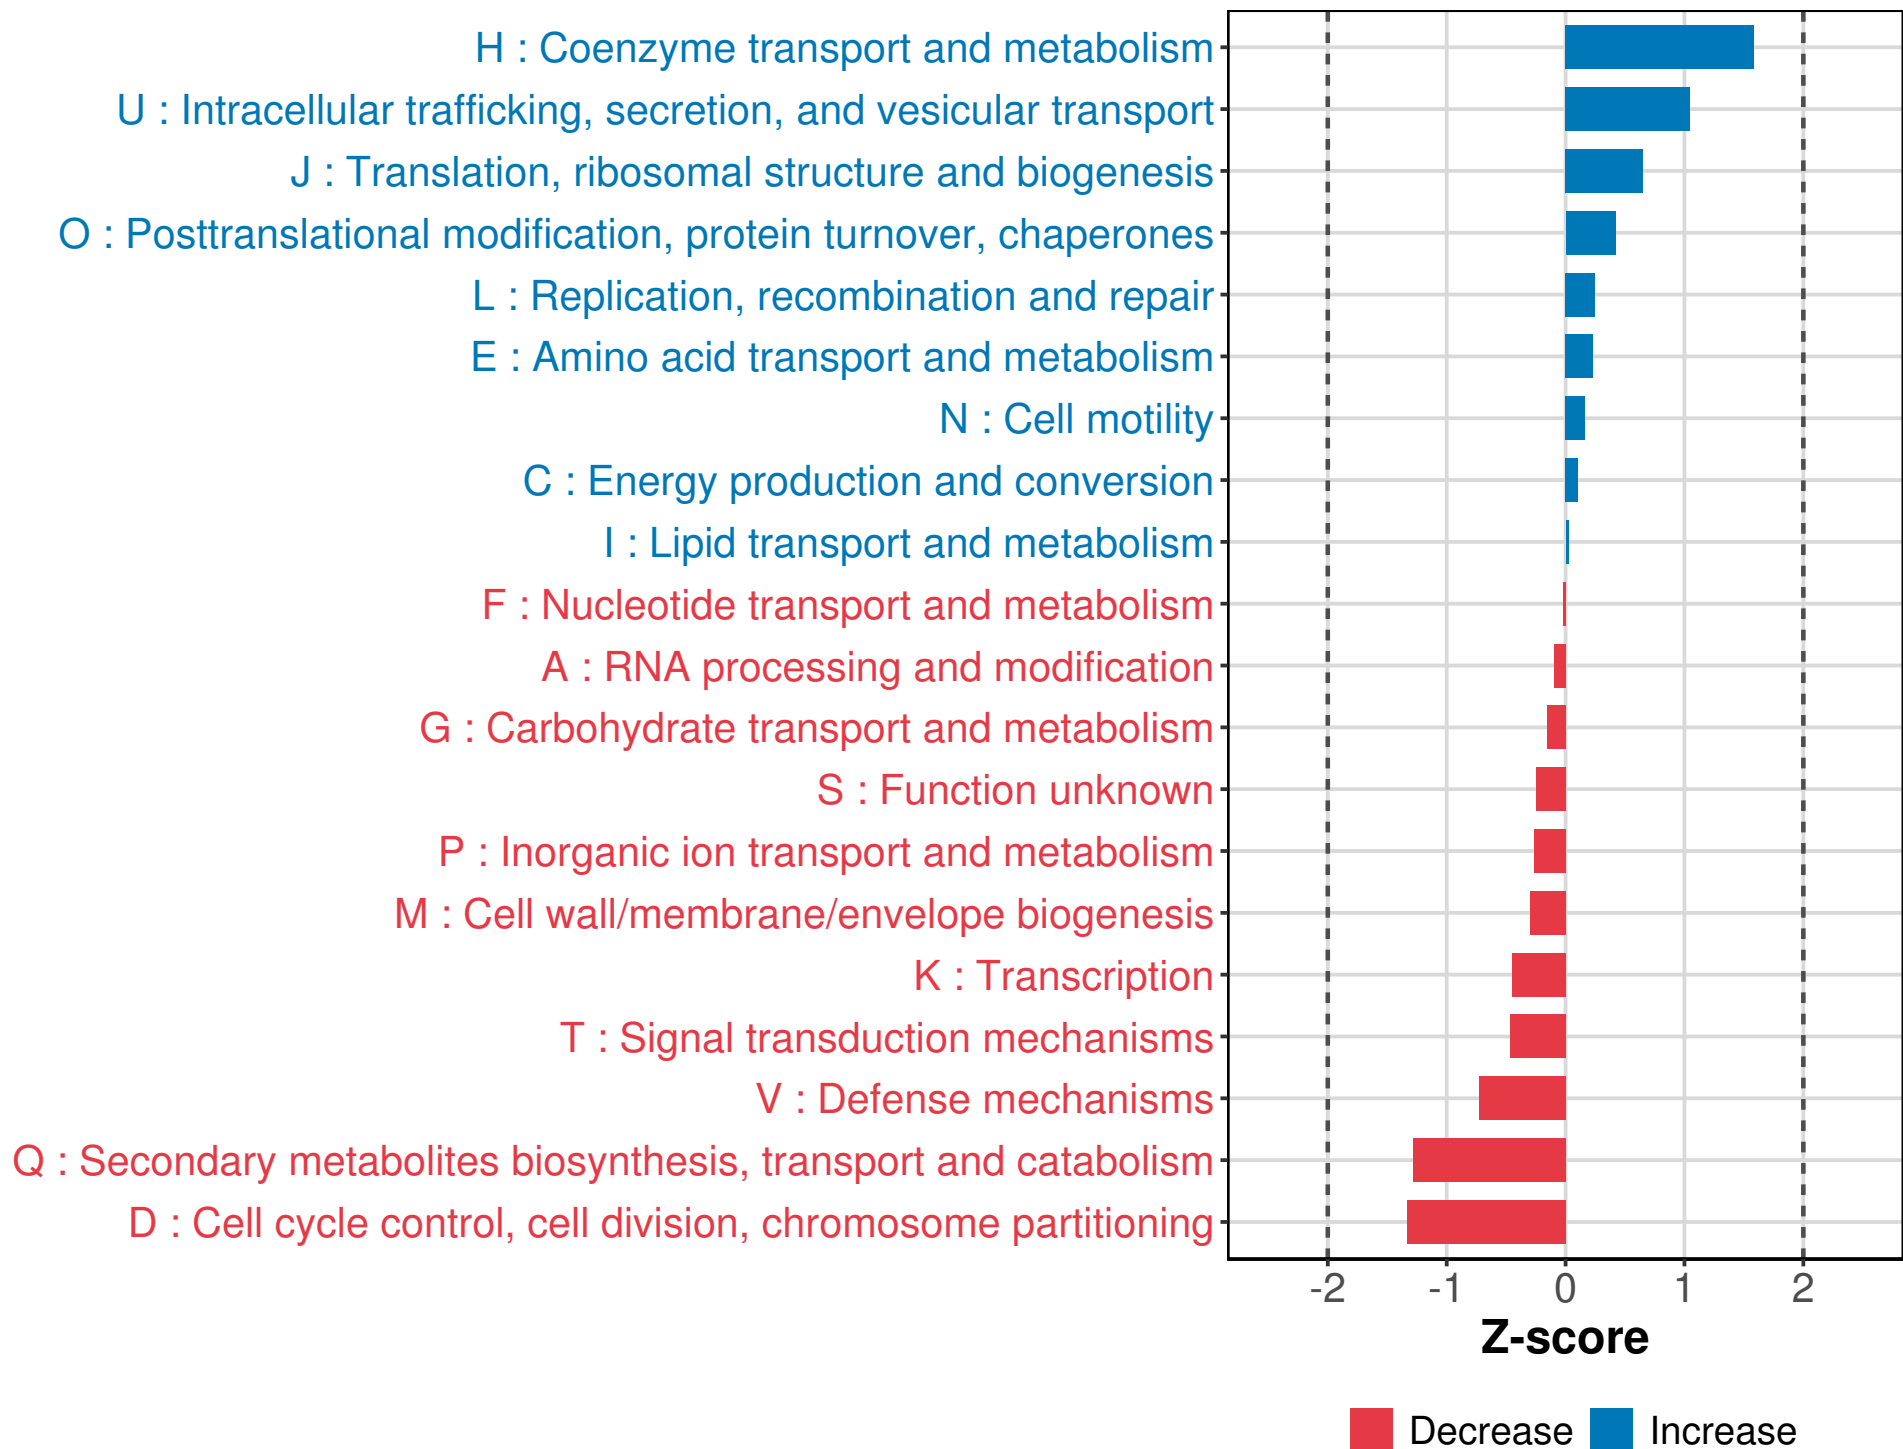 H : Coenzyme transport and metabolism
U : Intracellular trafficking, secretion, and vesicular transport
J : Translation, ribosomal structure and biogenesis
O : Posttranslational modification, protein turnover, chaperones
L : Replication, recombination and repair
E : Amino acid transport and metabolism
N : Cell motility
C : Energy production and conversion
I : Lipid transport and metabolism
F : Nucleotide transport and metabolism
A : RNA processing and modification
G : Carbohydrate transport and metabolism
S : Function unknown
P : Inorganic ion transport and metabolism
M : Cell wall/membrane/envelope biogenesis
K : Transcription
T : Signal transduction mechanisms
V : Defense mechanisms
Q : Secondary metabolites biosynthesis, transport and catabolism
D : Cell cycle control, cell division, chromosome partitioning
-2 -1 0 1 2
Z-score
Decrease Increase